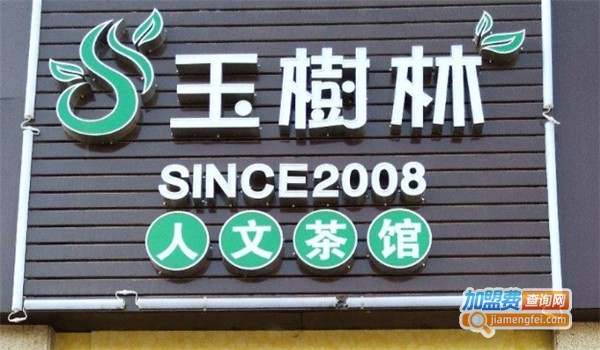 玉樹林
SINCE2008
人文茶馆
加盟费查询网
jiamengfei.com